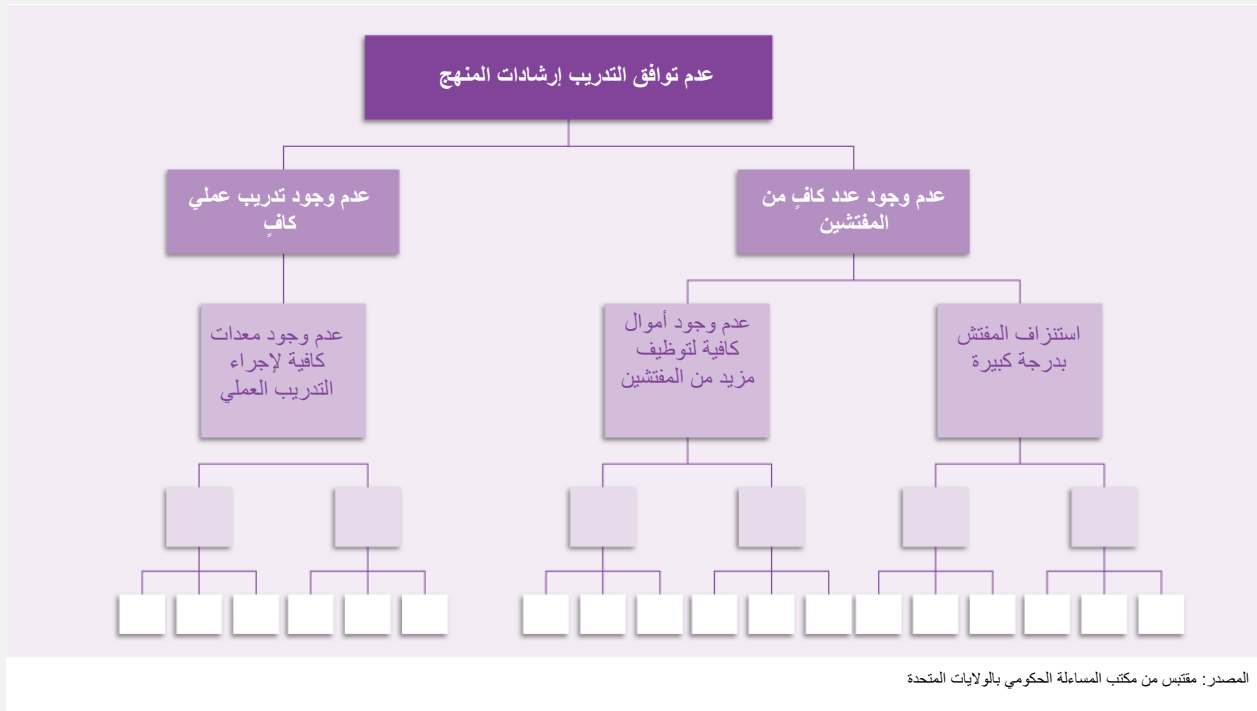 عدم توافق التدريب إرشادات المنهج
عدم وجود عدد كافٍ من
المفتشين
عدم وجود تدريب عملي
كافٍ
استنزاف المفتش
بدرجة كبيرة
عدم وجود أموال
كافية لتوظيف
مزيد من المفتشين
عدم وجود معدات
كافية لإجراء
التدريب العملي
المصدر: مقتبس من مكتب المساءلة الحكومي بالولايات المتحدة